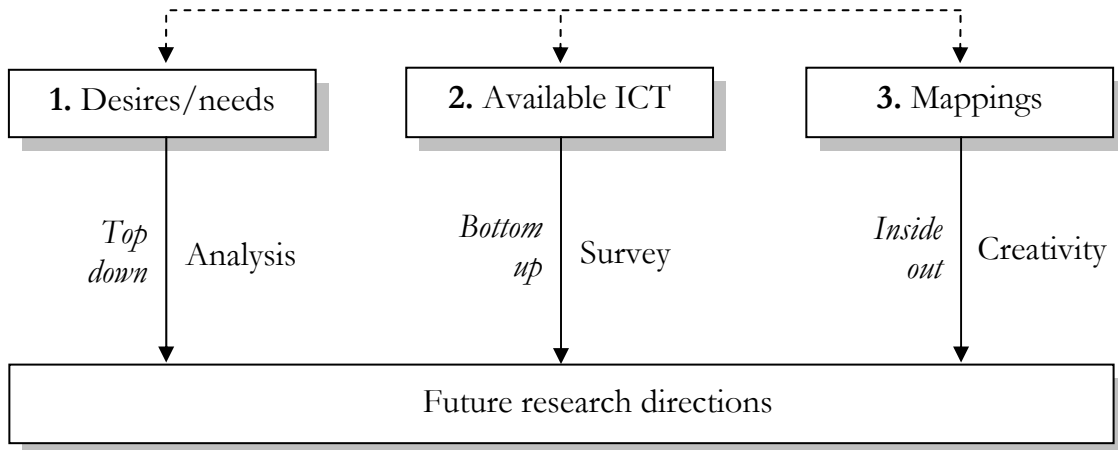 1. Desires/needs
2. Available ICT
3. Mappings
Top
down
Analysis
Bottom
up
Survey
Inside
out
Creativity
Future research directions